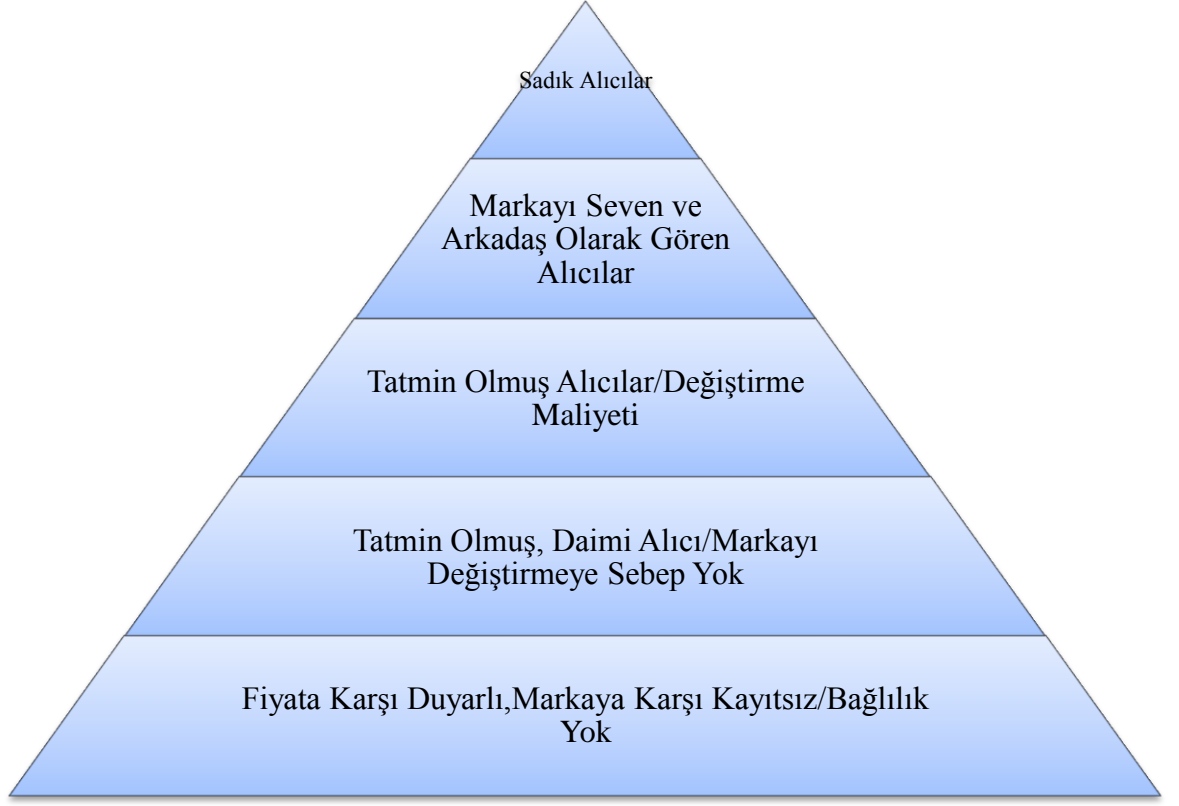 Sadık Alıcılar
Markayı Seven ve
Arkadaş Olarak Gören
Alıcılar
Tatmin Olmuş Alıcılar/Değiştirme
Maliyeti
Tatmin Olmuş, Daimi Alıcı/Markayı
Değiştirmeye Sebep Yok
Fiyata Karşı Duyarlı,Markaya Karşı Kayıtsız/Bağlılık
Yok